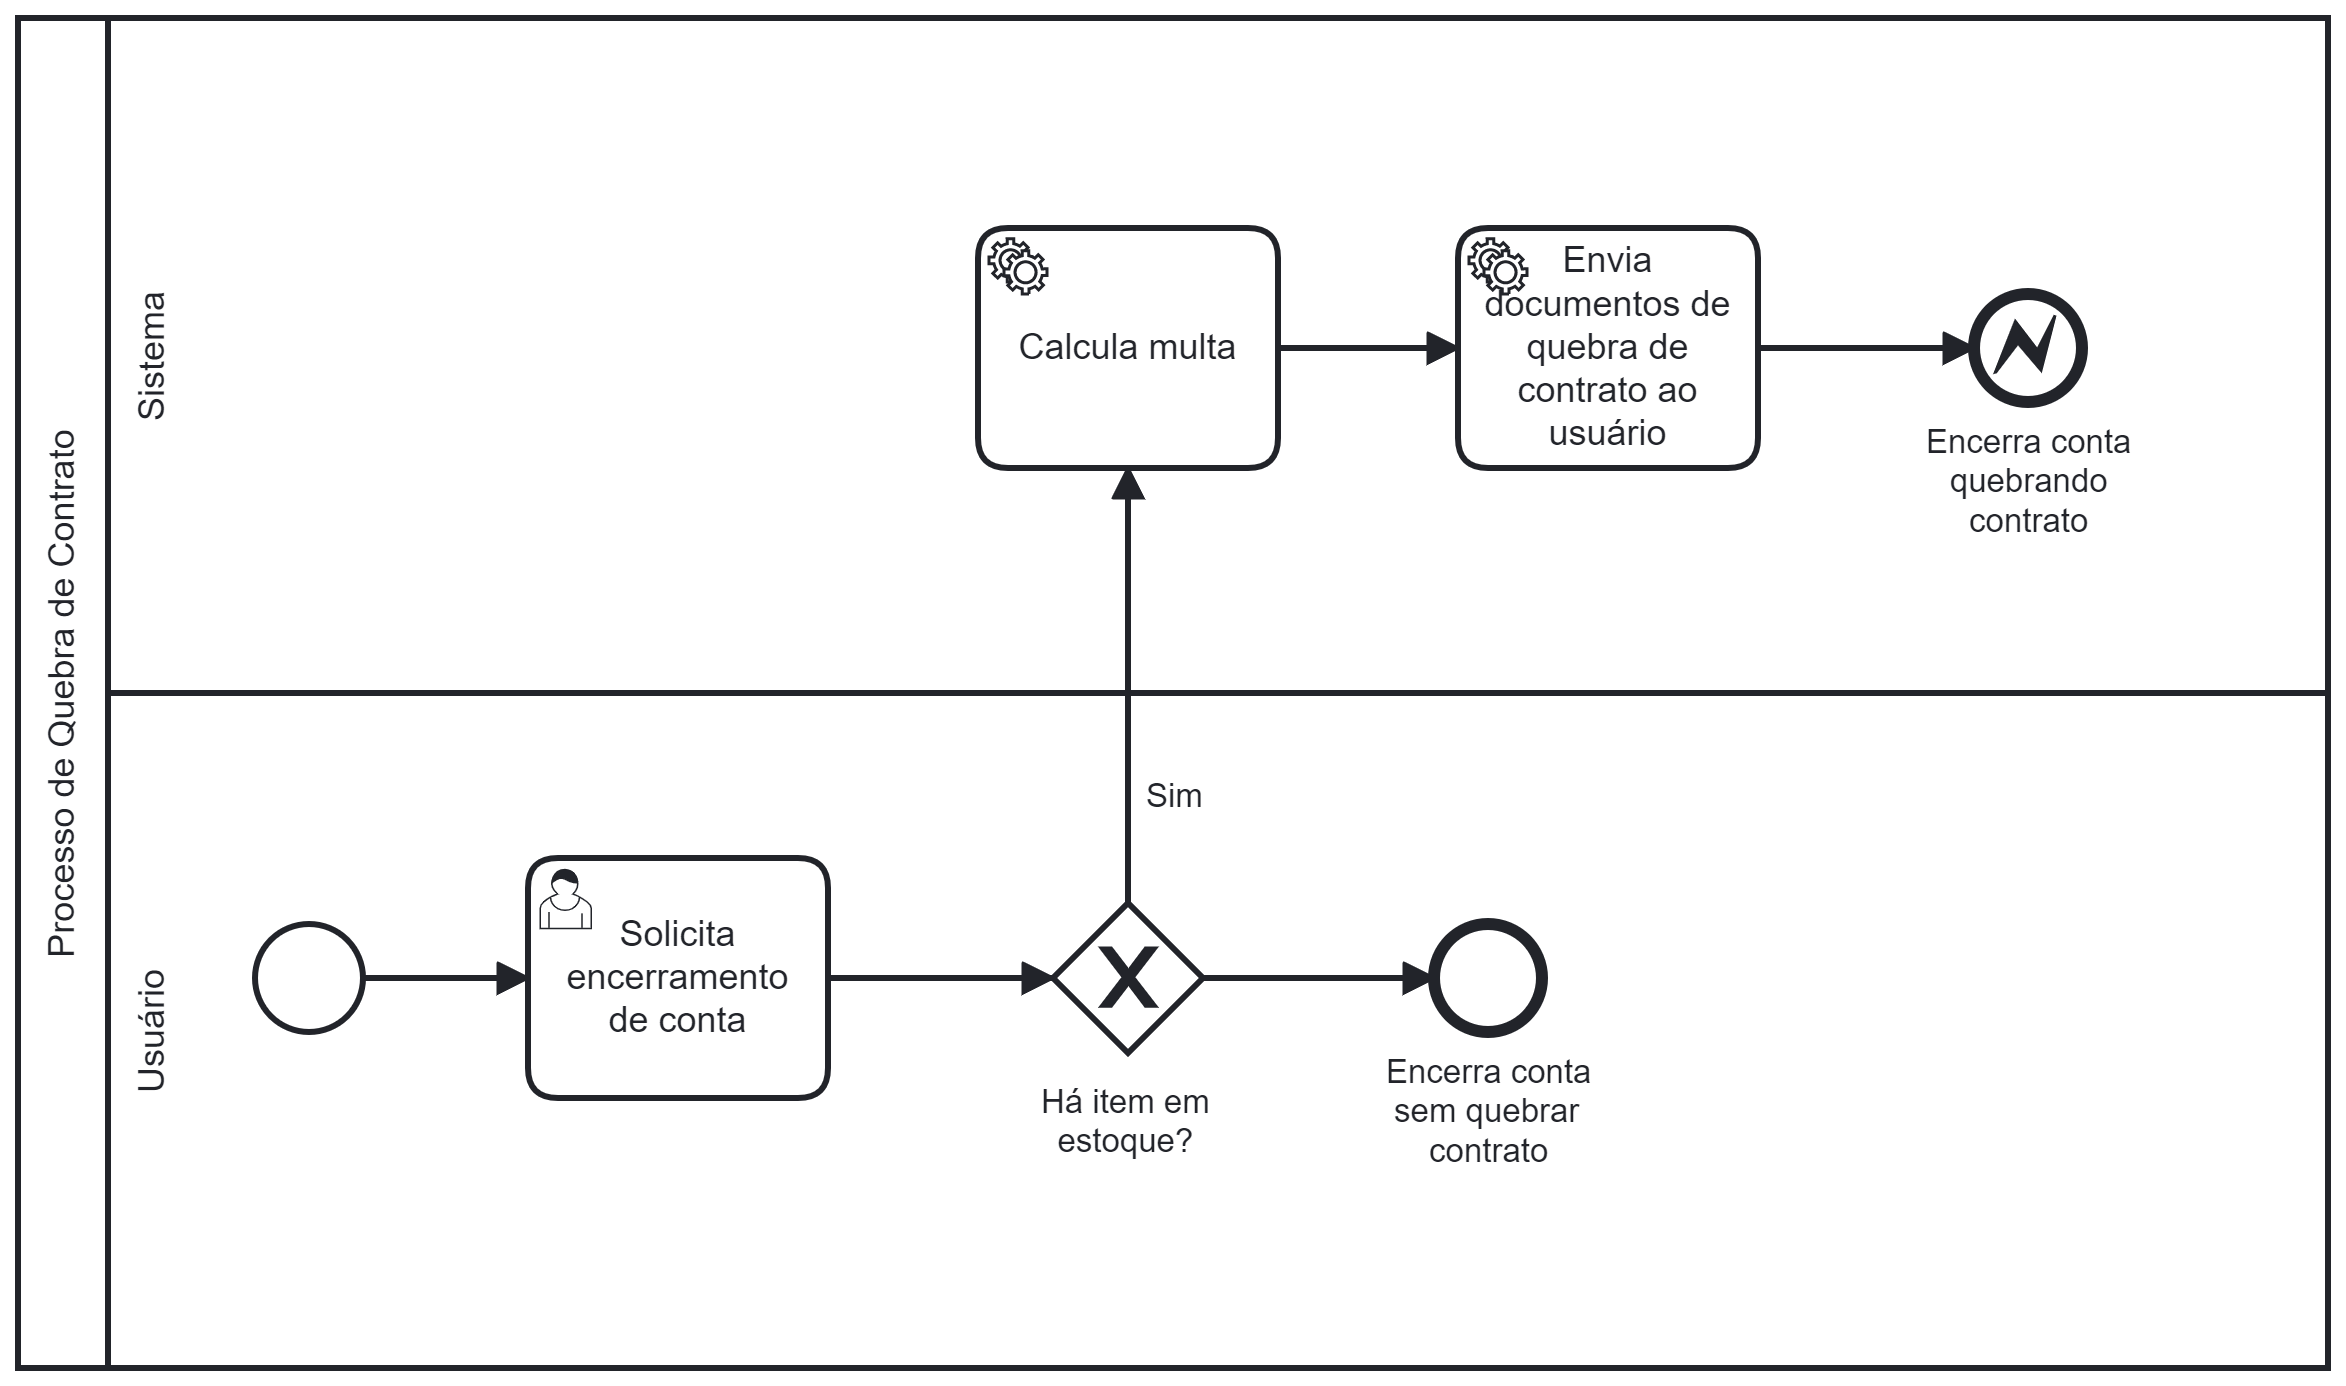 Processo de Quebra de Contrato
Sistema
Calcula multa
Envia
documentos de
quebra de
contrato ao
usuário
Encerra conta
quebrando
contrato
Sim
Usuário
Solicita
encerramento
de conta
Há item em
estoque?
Encerra conta
sem quebrar
contrato